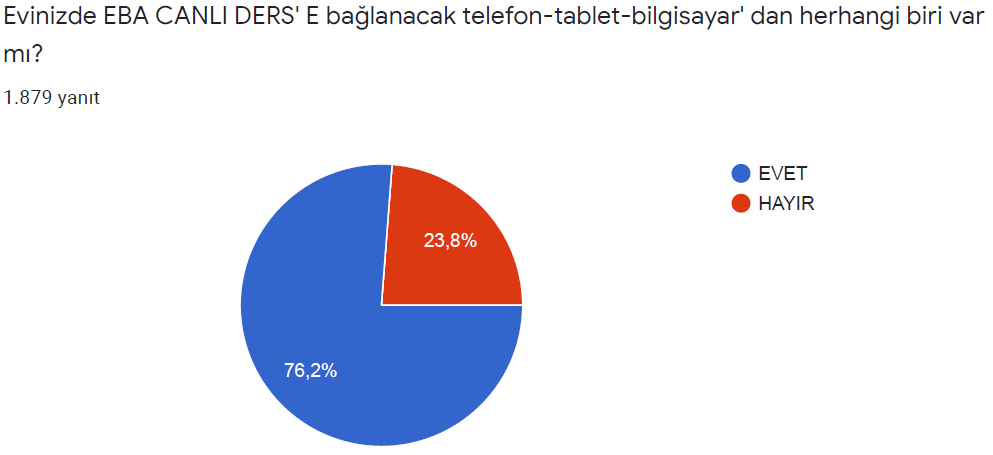 Evinizde EBA CANLI DERS' E bağlanacak telefon-tablet-bilgisayar' dan herhangi biri var
mı?
1.879 yanıt
EVET
HAYIR
23,8%
76,2%